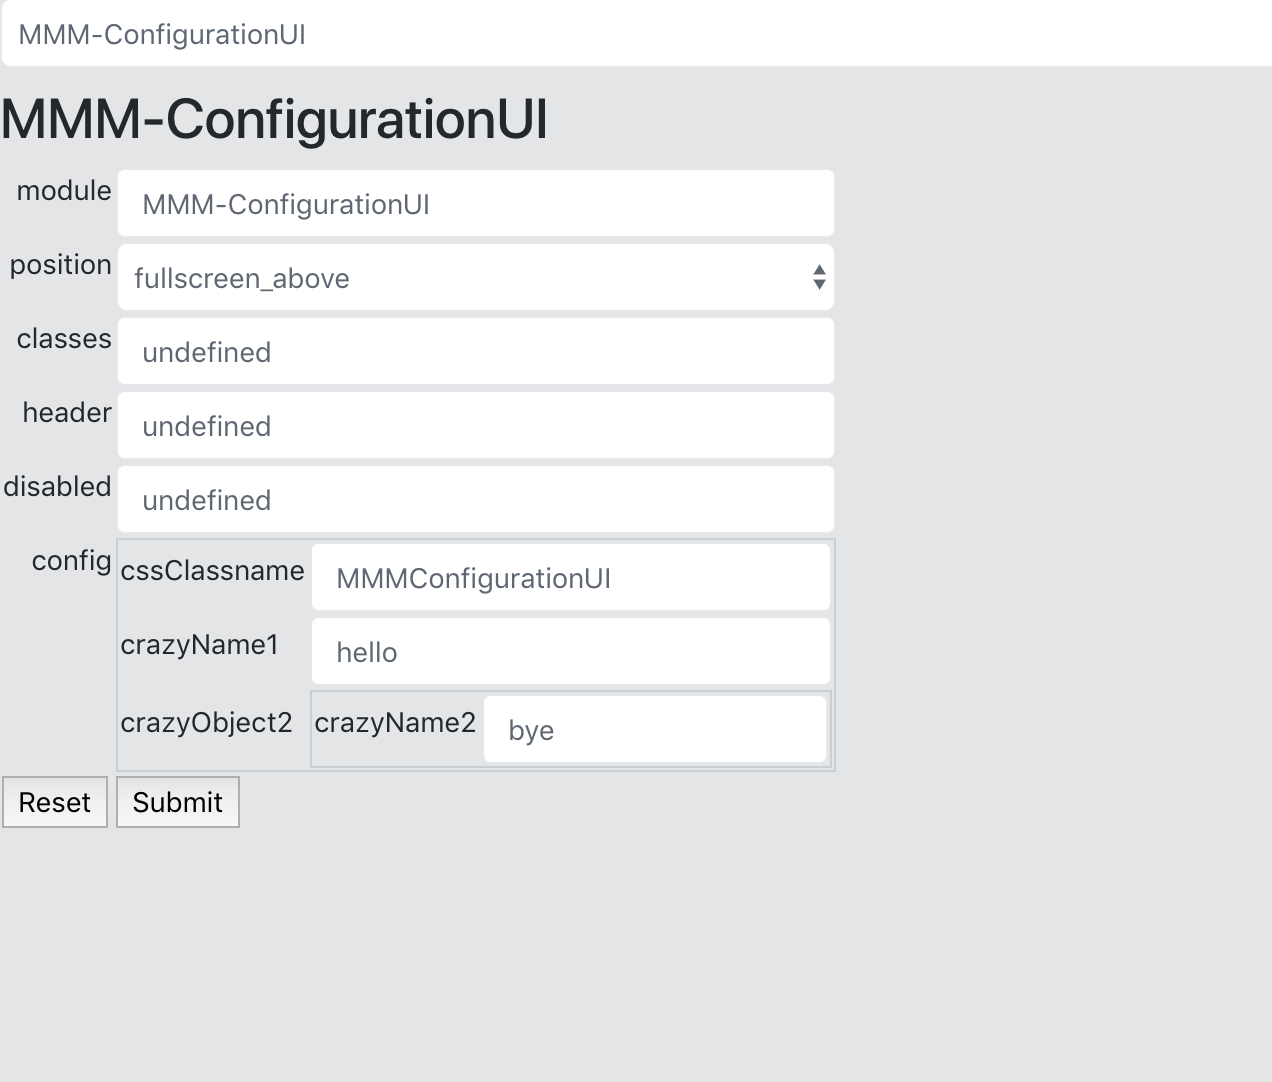 MMM-ConfigurationUI
MMM-ConfigurationUI
module MMM-ConfigurationUI
position fullscreen_above
classes undefined
header undefined
disabled undefined
config cssClassname MMMConfigurationUI
crazyName1 hello
crazyObject2 crazyName2 bye
Reset Submit